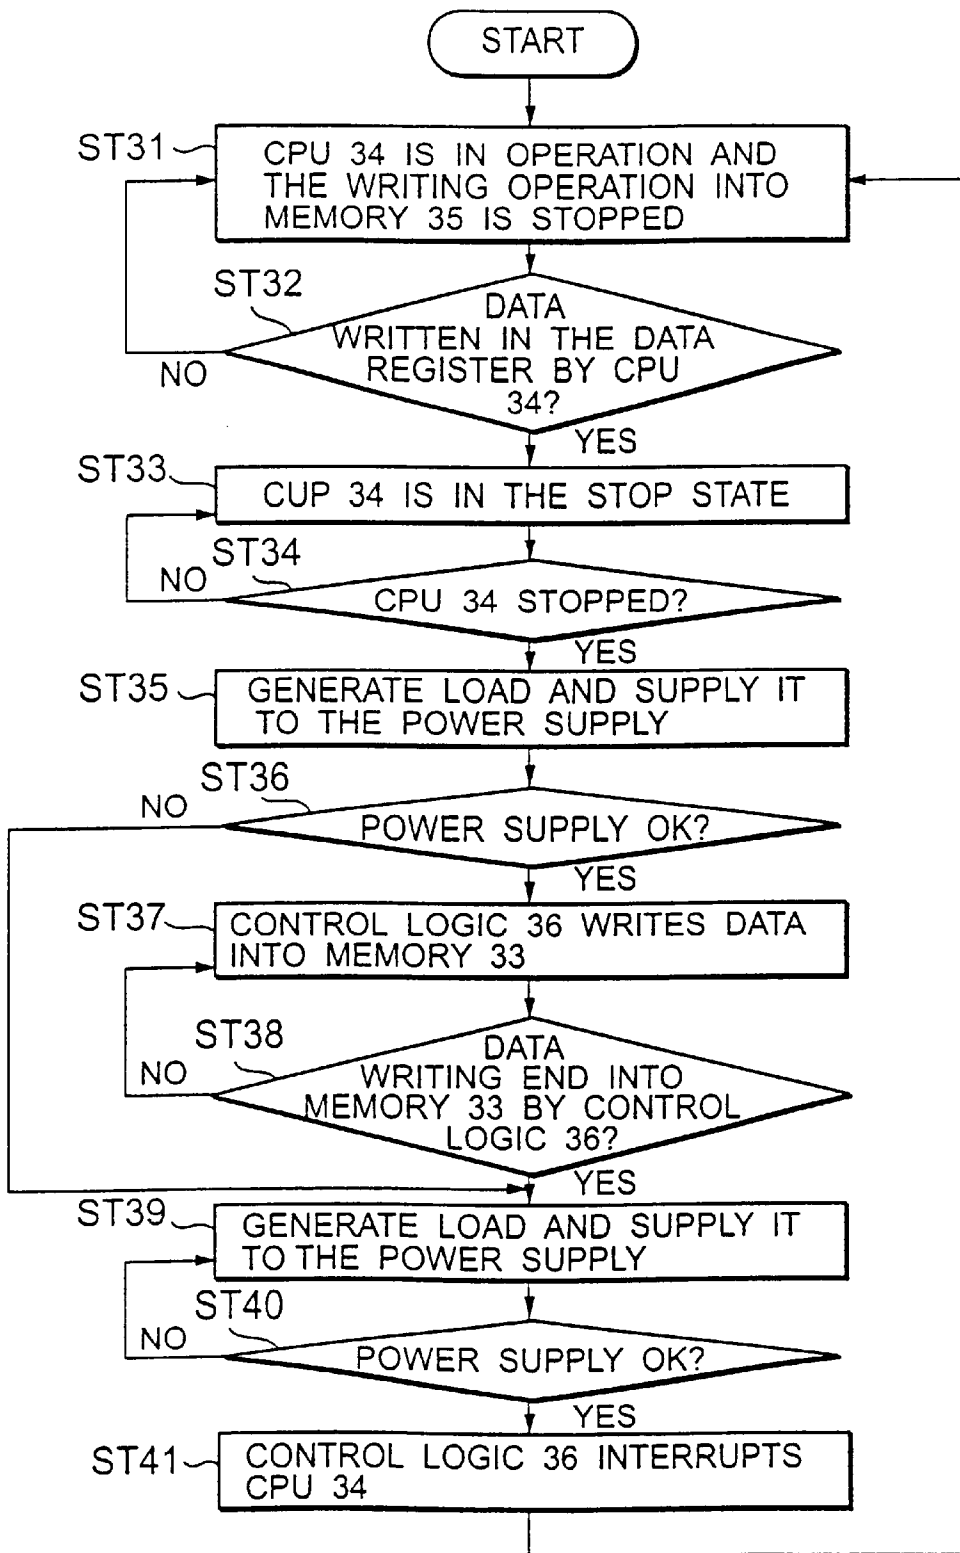 START
ST31
CPU 34 IS IN OPERATION AND
THE WRITING OPERATION INTO
MEMORY 35 IS STOPPED
ST32
DATA
WRITTEN IN THE DATA
REGISTER BY CPU
34?
NO
YES
ST33
CUP 34 IS IN THE STOP STATE
ST34
NO
CPU 34 STOPPED?
YES
ST35
GENERATE LOAD AND SUPPLY IT
TO THE POWER SUPPLY
ST36
NO
POWER SUPPLY OK?
YES
ST37
CONTROL LOGIC 36 WRITES DATA
INTO MEMORY 33
ST38
NO
DATA
WRITING END INTO
MEMORY 33 BY CONTROL
LOGIC 36?
YES
ST39
GENERATE LOAD AND SUPPLY IT
TO THE POWER SUPPLY
ST40
NO
POWER SUPPLY OK?
YES
ST41
CONTROL LOGIC 36 INTERRUPTS
CPU 34